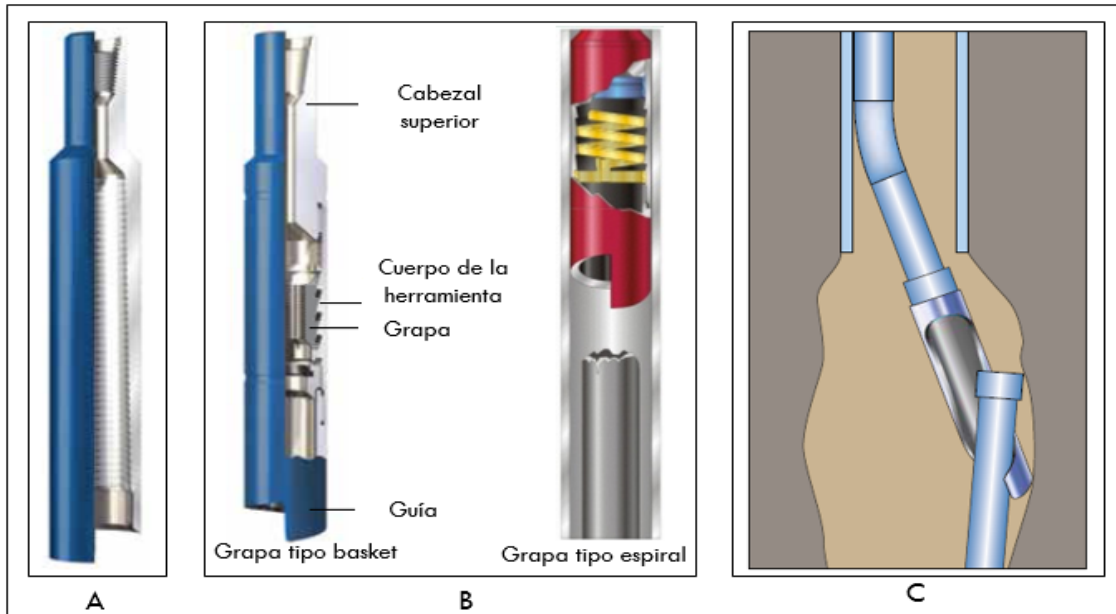 Cabezal
superior
Cuerpo de la
herramienta
Grapa
Guía
Grapa tipo basket
Grapa tipo espiral
A
B
C